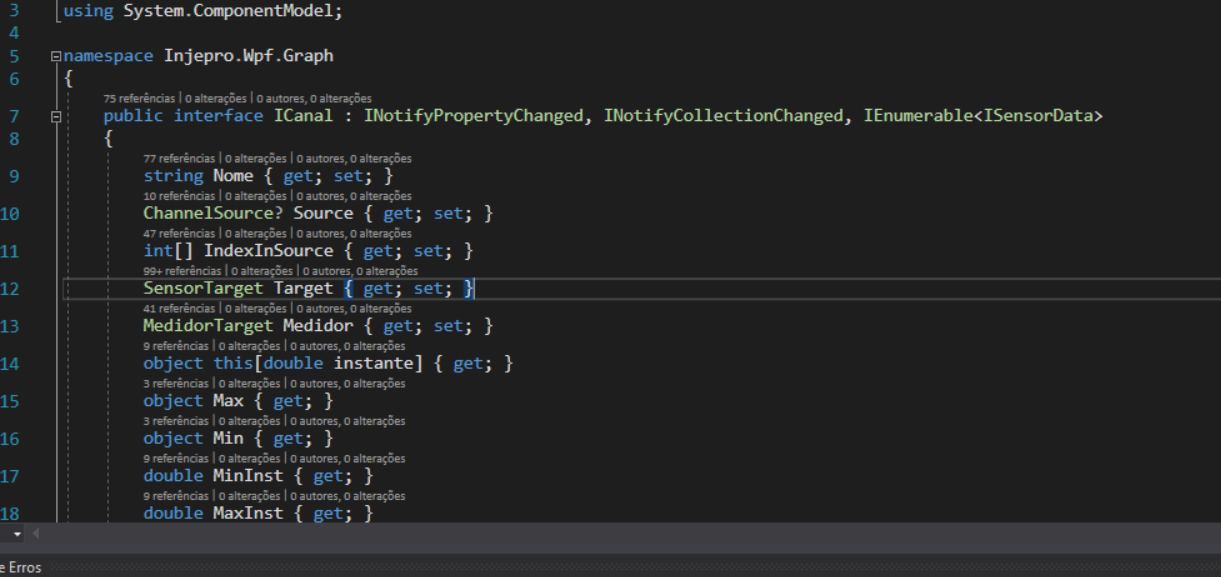 3 using System.ComponentModel;
4
5 namespace Injepro.Wpf.Graph
6 {
75 referências | 0 alterações | 0 autores, 0 alterações
7 public interface ICanal : INotifyPropertyChanged, INotifyCollectionChanged, IEnumerable<ISensorData>
8 {
77 referências | 0 alterações | 0 autores, 0 alterações
9 string Nome { get; set; }
10 referências | 0 alterações | 0 autores, 0 alterações
10 ChannelSource? Source { get; set; }
47 referências | 0 alterações | 0 autores, 0 alterações
11 int[] IndexInSource { get; set; }
99+ referências | 0 alterações | 0 autores, 0 alterações
12 SensorTarget Target { get; set; }
41 referências | 0 alterações | 0 autores, 0 alterações
13 MedidorTarget Medidor { get; set; }
9 referências | 0 alterações | 0 autores, 0 alterações
14 object this[double instante] { get; }
3 referências | 0 alterações | 0 autores, 0 alterações
15 object Max { get; }
3 referências | 0 alterações | 0 autores, 0 alterações
16 object Min { get; }
9 referências | 0 alterações | 0 autores, 0 alterações
17 double MinInst { get; }
9 referências | 0 alterações | 0 autores, 0 alterações
18 double MaxInst { get; }
e Erros